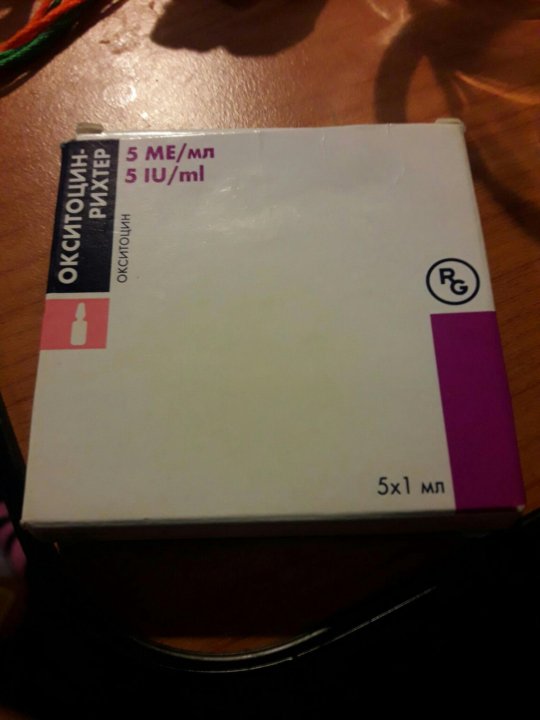 ОКСИТОЦИН-
РИХТЕР
ОКСИТОЦИН
5 МЕ/мл
5 IU/ml
RG
5x1 мл